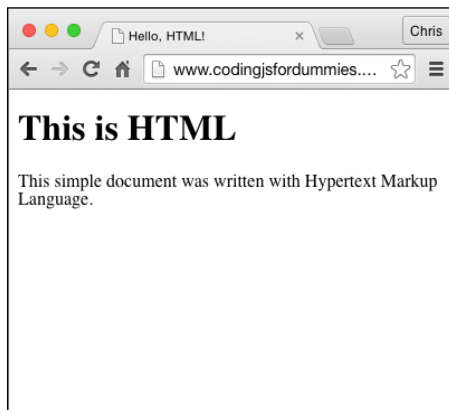 Hello, HTML!
Chris
www.codingjsfordummies....
This is HTML
This simple document was written with Hypertext Markup
Language.